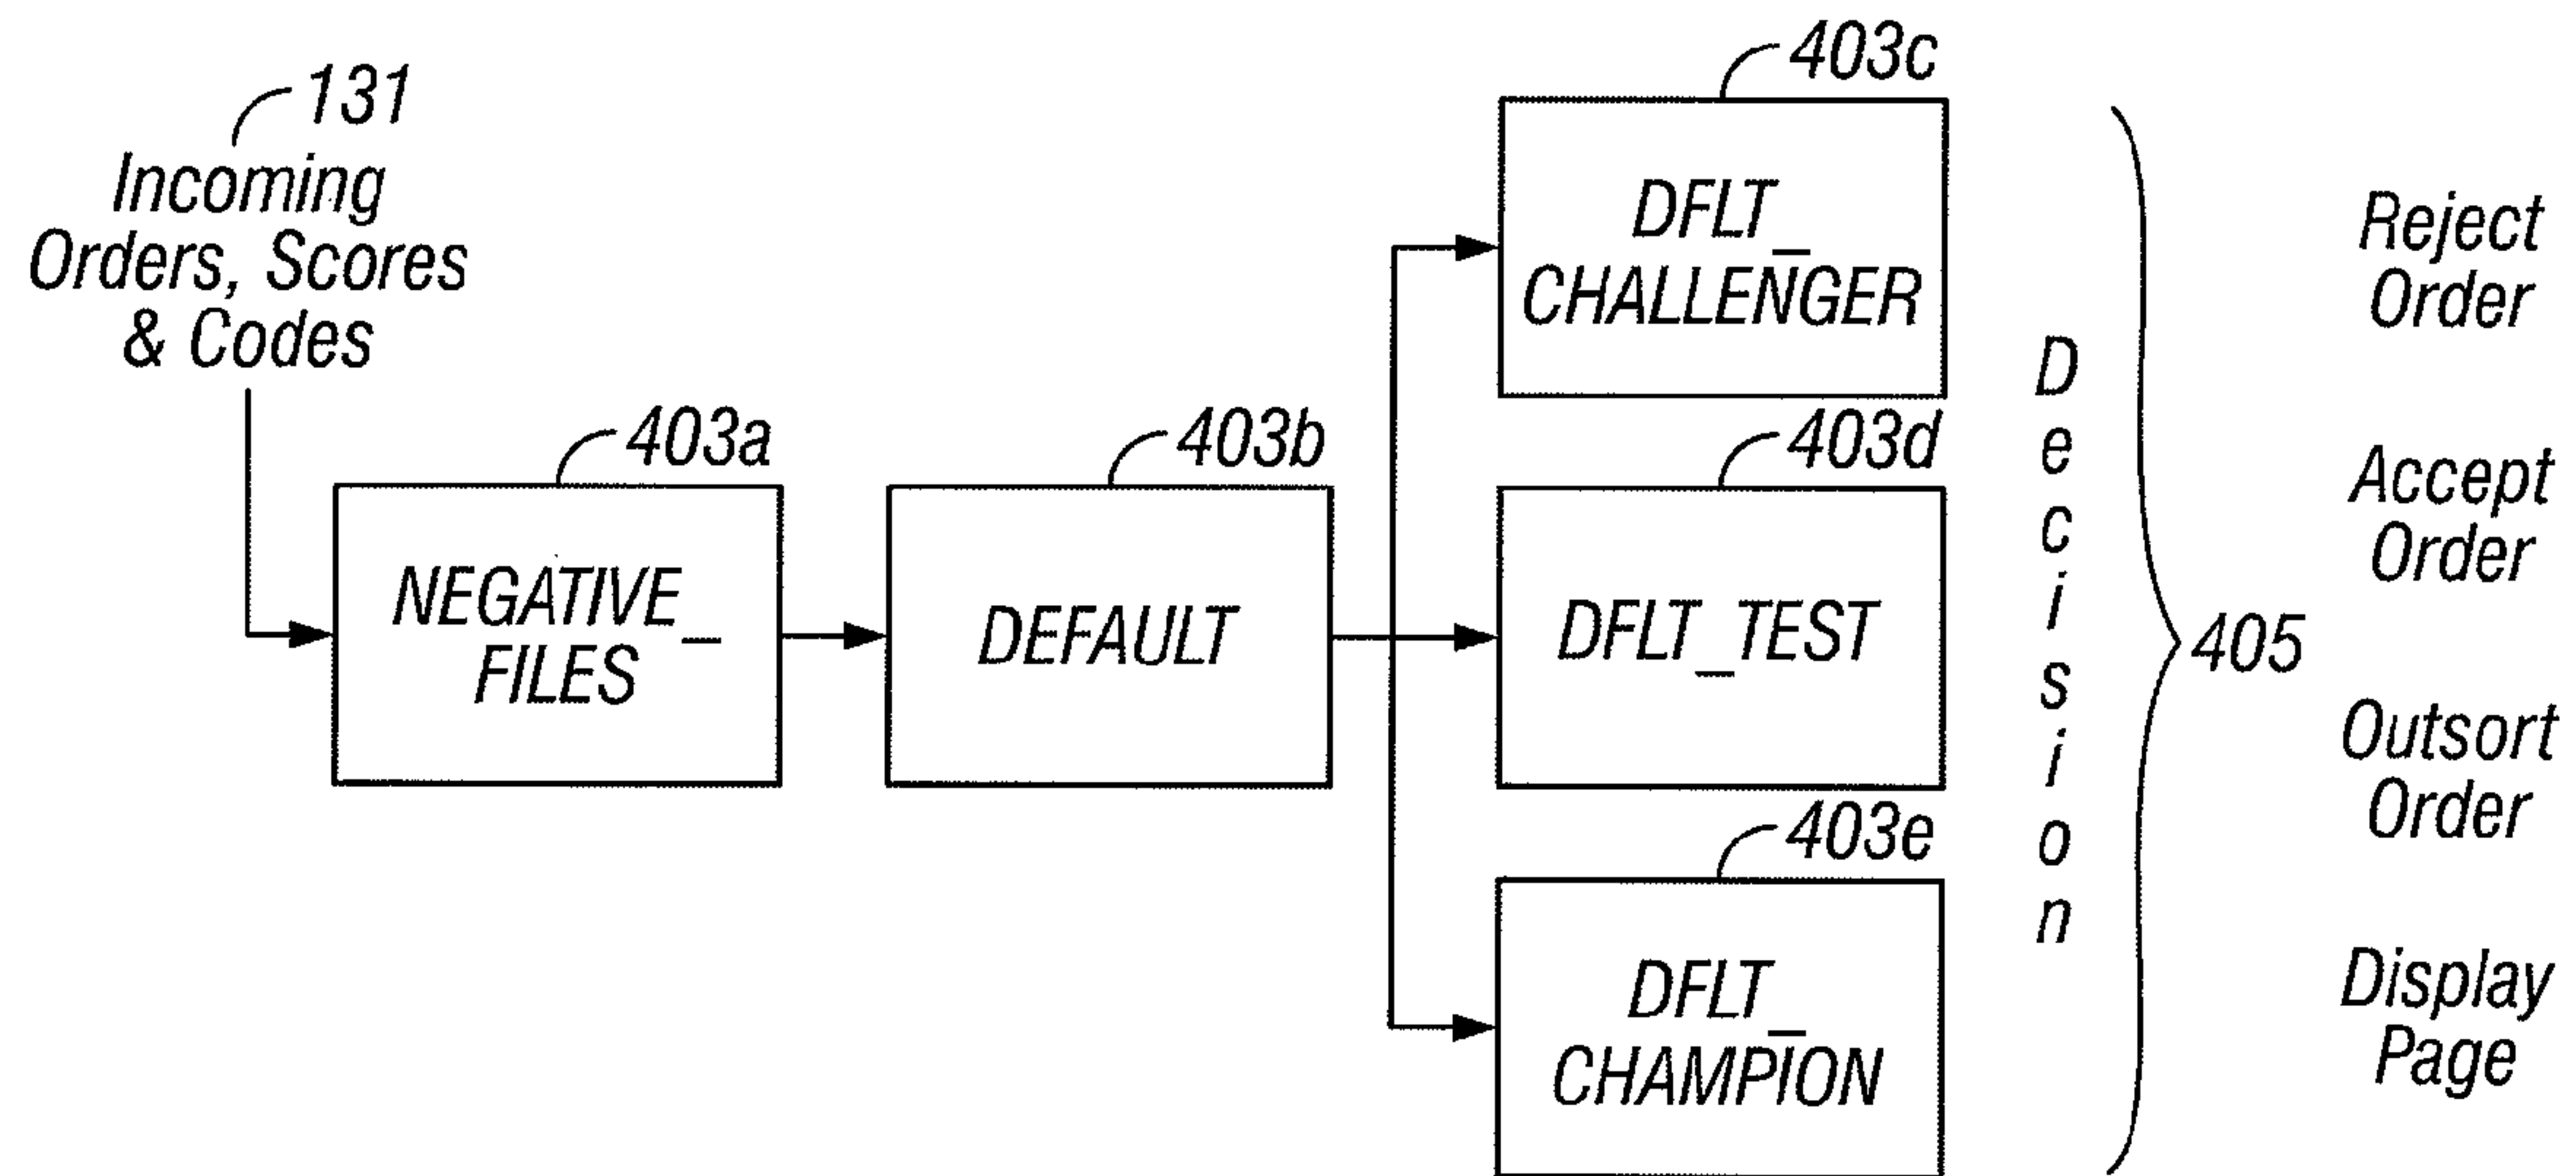 131
Incoming
Orders, Scores
& Codes
403a
NEGATIVE_
FILES
403b
DEFAULT
403c
DFLT_
CHALLENGER
403d
DFLT_TEST
403e
DFLT_
CHAMPION
Decision
405
Reject
Order
Accept
Order
Outsort
Order
Display
Page